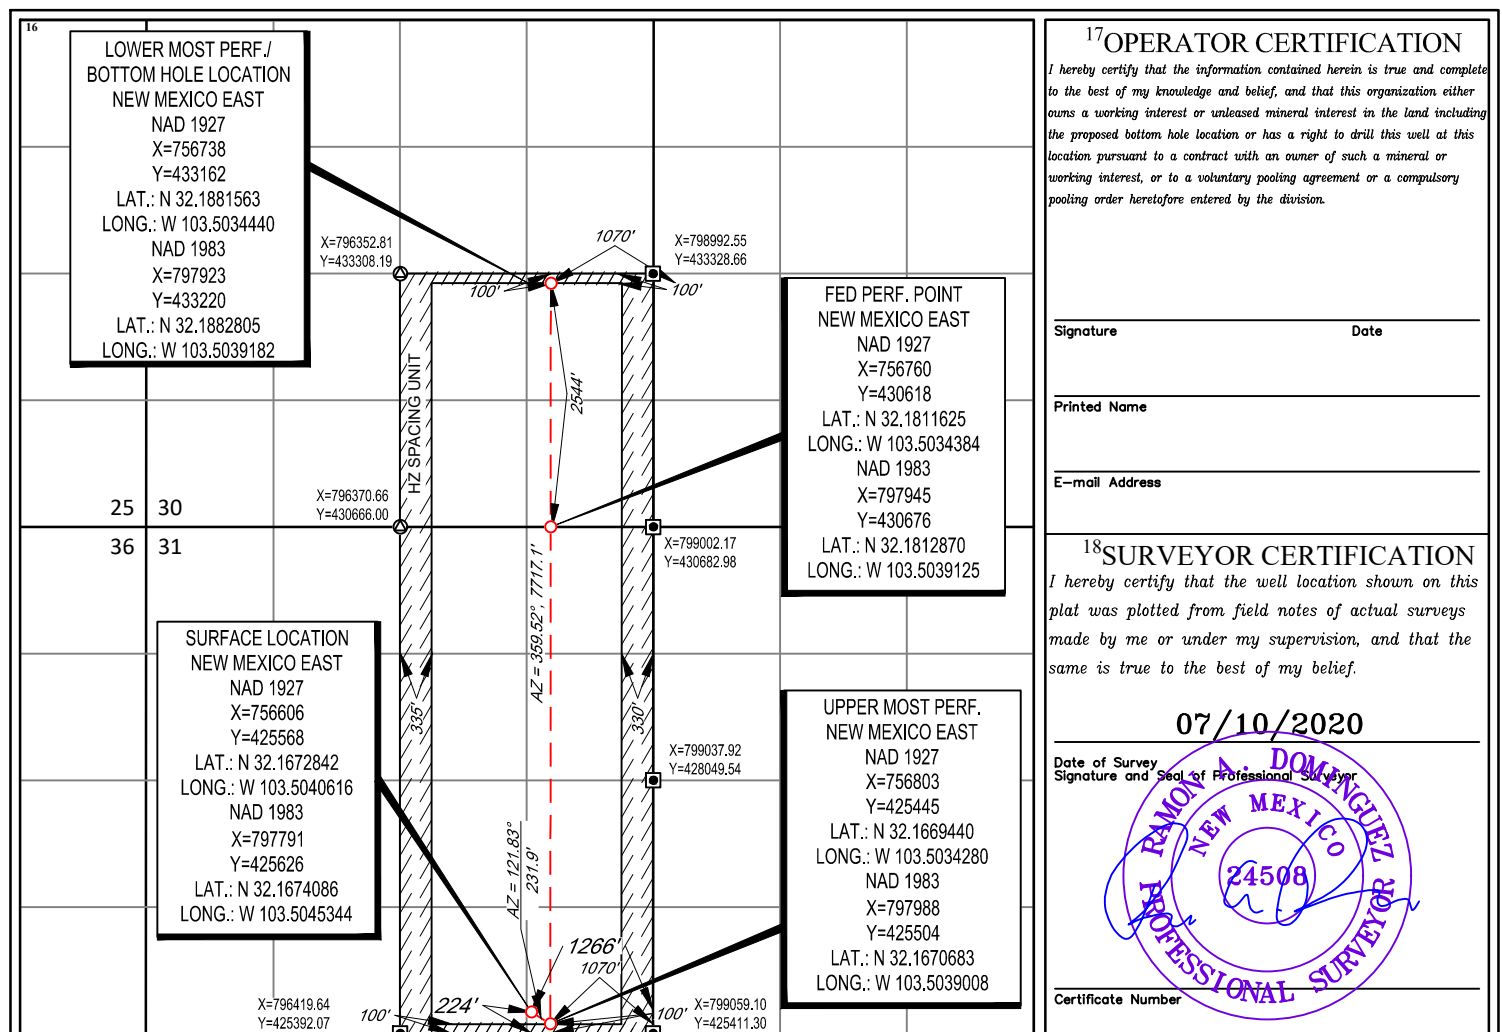 16
LOWER MOST PERF./
BOTTOM HOLE LOCATION
NEW MEXICO EAST
NAD 1927
X=756738
Y=433162
LAT.: N 32.1881563
LONG.: W 103.5034440
NAD 1983
X=797923
Y=433220
LAT.: N 32.1882805
LONG.: W 103.5039182
X=796352.81
Y=433308.19
1070'
X=798992.55
Y=433328.66
100'
100'
HZ SPACING UNIT
2544'
FED PERF. POINT
NEW MEXICO EAST
NAD 1927
X=756760
Y=430618
LAT.: N 32.1811625
LONG.: W 103.5034384
NAD 1983
X=797945
Y=430676
LAT.: N 32.1812870
LONG.: W 103.5039125
25 30
36 31
X=796370.66
Y=430666.00
X=799002.17
Y=430682.98
AZ = 359.52°, 7717.1'
335'
330'
SURFACE LOCATION
NEW MEXICO EAST
NAD 1927
X=756606
Y=425568
LAT.: N 32.1672842
LONG.: W 103.5040616
NAD 1983
X=797791
Y=425626
LAT.: N 32.1674086
LONG.: W 103.5045344
X=799037.92
Y=428049.54
UPPER MOST PERF.
NEW MEXICO EAST
NAD 1927
X=756803
Y=425445
LAT.: N 32.1669440
LONG.: W 103.5034280
NAD 1983
X=797988
Y=425504
LAT.: N 32.1670683
LONG.: W 103.5039008
AZ = 121.83°
231.9'
1266'
1070'
224'
100'
100'
X=796419.64
Y=425392.07
X=799059.10
Y=425411.30
17OPERATOR CERTIFICATION
I hereby certify that the information contained herein is true and complete
to the best of my knowledge and belief, and that this organization either
owns a working interest or unleased mineral interest in the land including
the proposed bottom hole location or has a right to drill this well at this
location pursuant to a contract with an owner of such a mineral or
working interest, or to a voluntary pooling agreement or a compulsory
pooling order heretofore entered by the division.
Signature Date
Printed Name
E-mail Address
18SURVEYOR CERTIFICATION
I hereby certify that the well location shown on this
plat was plotted from field notes of actual surveys
made by me or under my supervision, and that the
same is true to the best of my belief.
07/10/2020
Date of Survey
Signature and Seal of Professional Surveyor
RAMON A. DOMINGUEZ
NEW MEXICO
24508
PROFESSIONAL SURVEYOR
Certificate Number